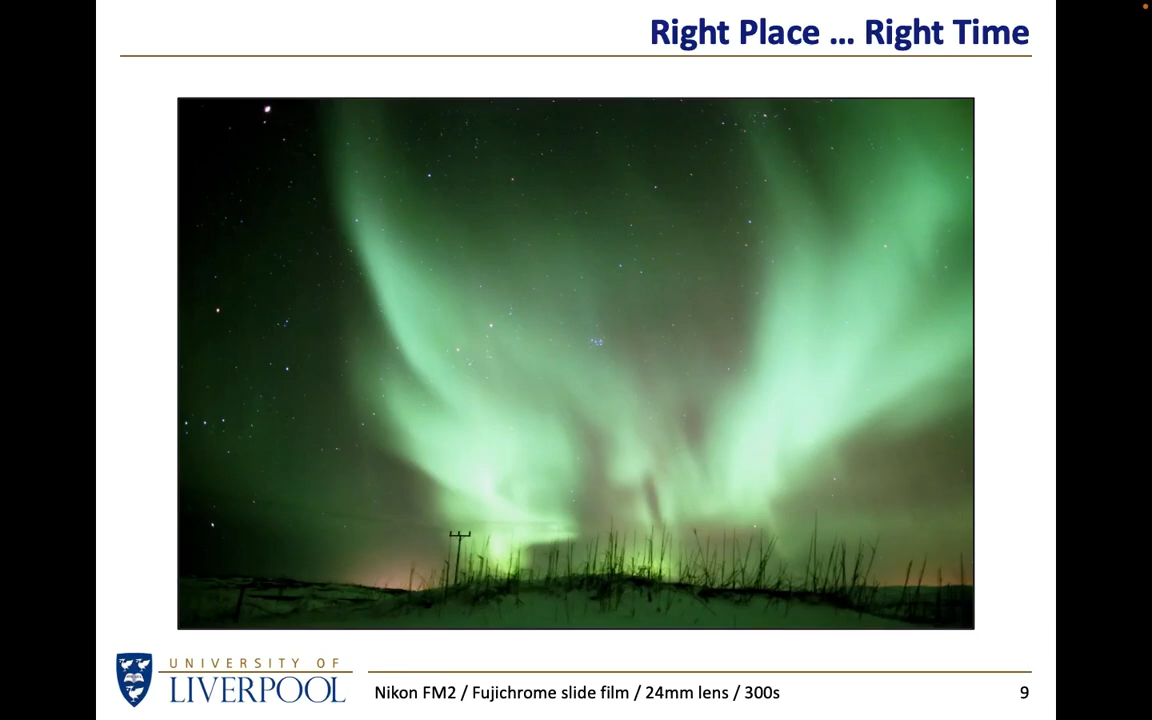 Right Place ... Right Time
UNIVERSITY OF
LIVERPOOL
Nikon FM2 / Fujichrome slide film / 24mm lens / 300s
9